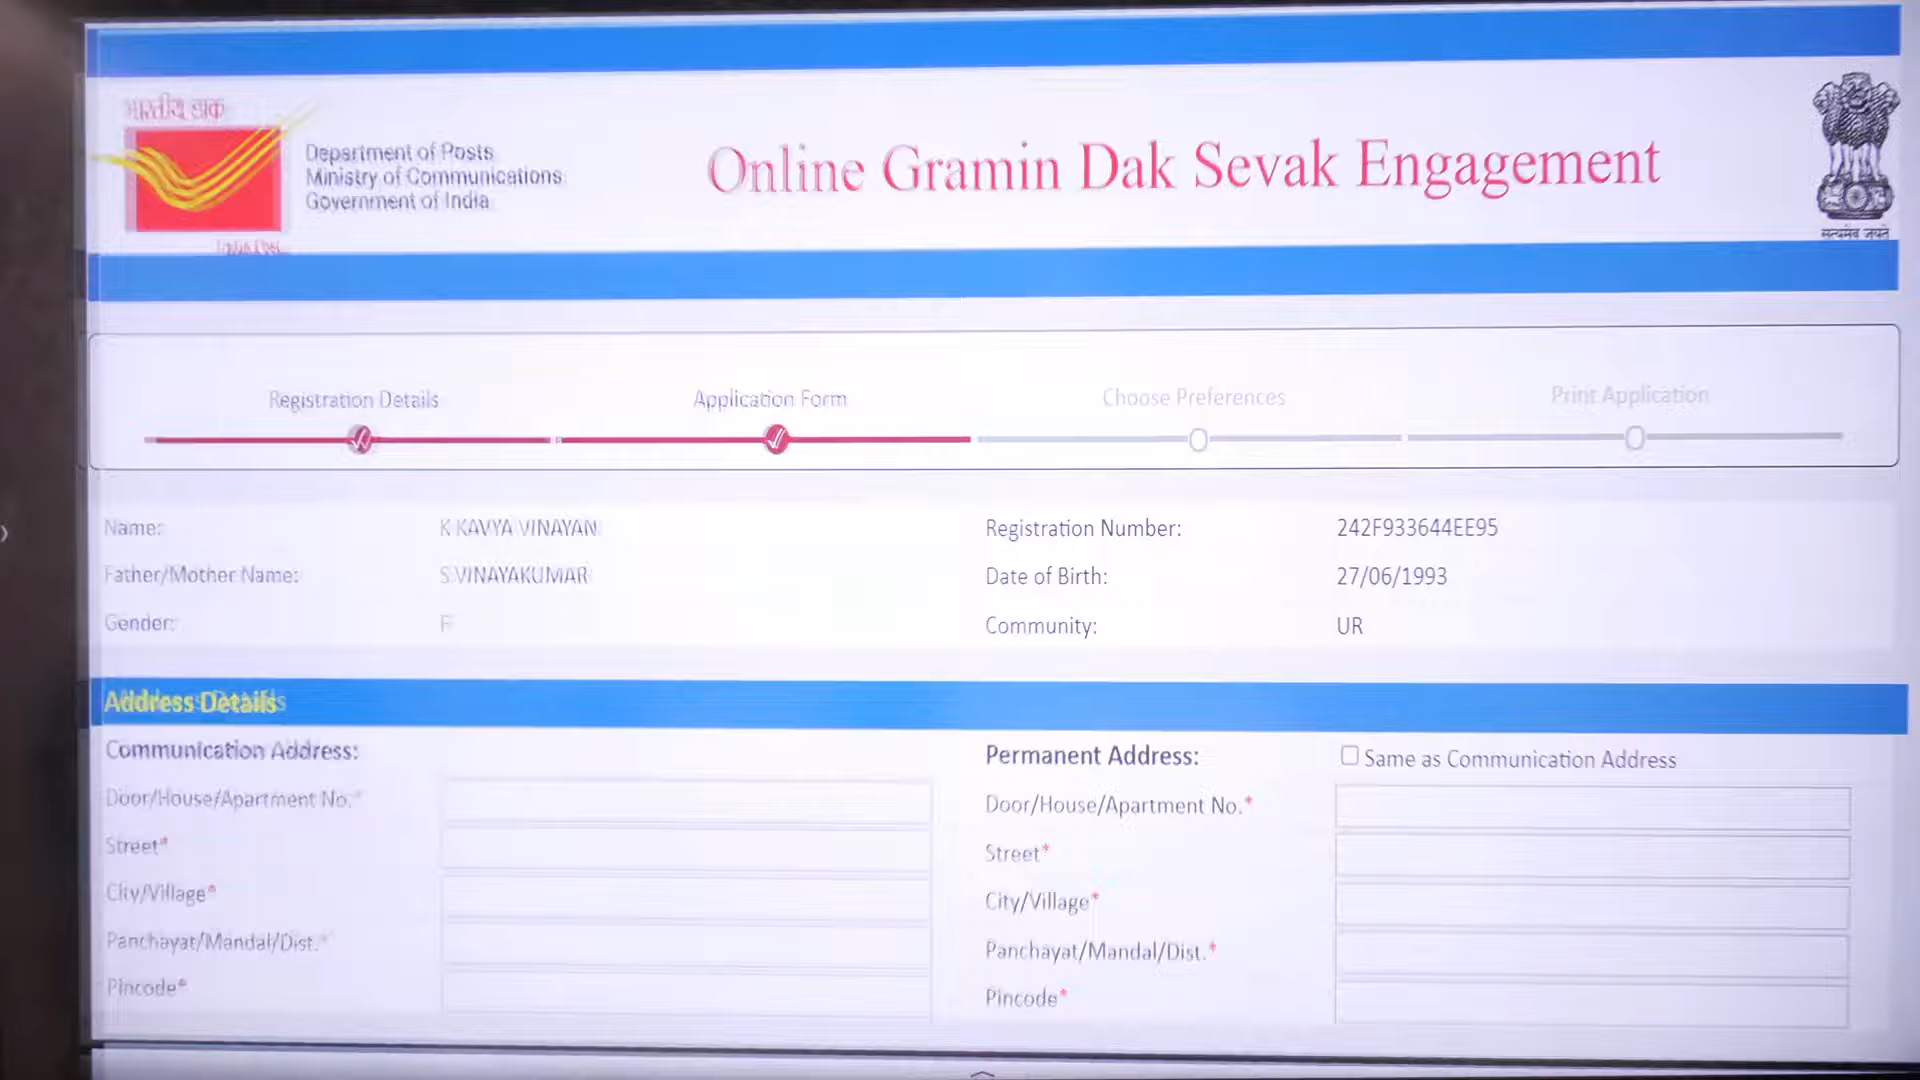 भारतीय डाक
Department of Posts
Ministry of Communications
Government of India
India Post
Online Gramin Dak Sevak Engagement
सत्यमेव जयते
Registration Details
Application Form
Choose Preferences
Print Application
Name: K KAVYA VINAYAN
Registration Number: 242F933644EE95
Father/Mother Name: S VINAYAKUMAR
Date of Birth: 27/06/1993
Gender: F
Community: UR
Address Details
Communication Address:
Permanent Address: Same as Communication Address
Door/House/Apartment No.*
Door/House/Apartment No.*
Street*
Street*
City/Village*
City/Village*
Panchayat/Mandal/Dist.*
Panchayat/Mandal/Dist.*
Pincode*
Pincode*